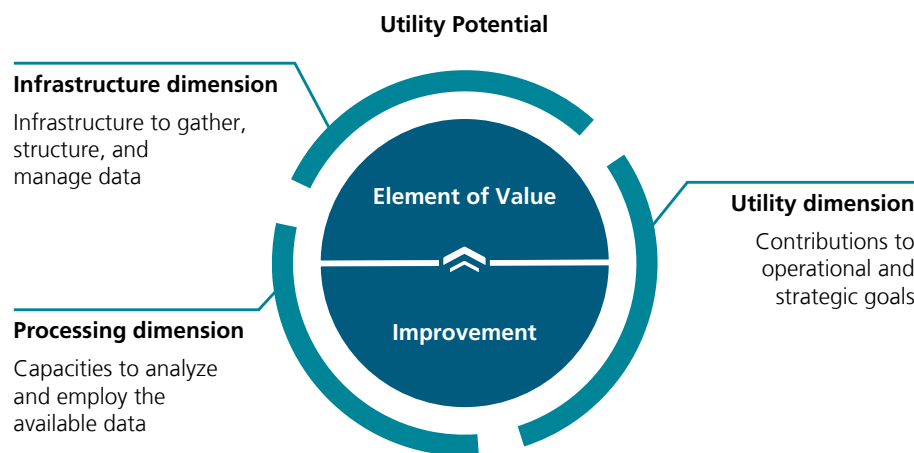 Utility Potential
Infrastructure dimension
Infrastructure to gather,
structure, and
manage data
Element of Value
Utility dimension
Contributions to
operational and
strategic goals
Processing dimension
Capacities to analyze
and employ the
available data
Improvement